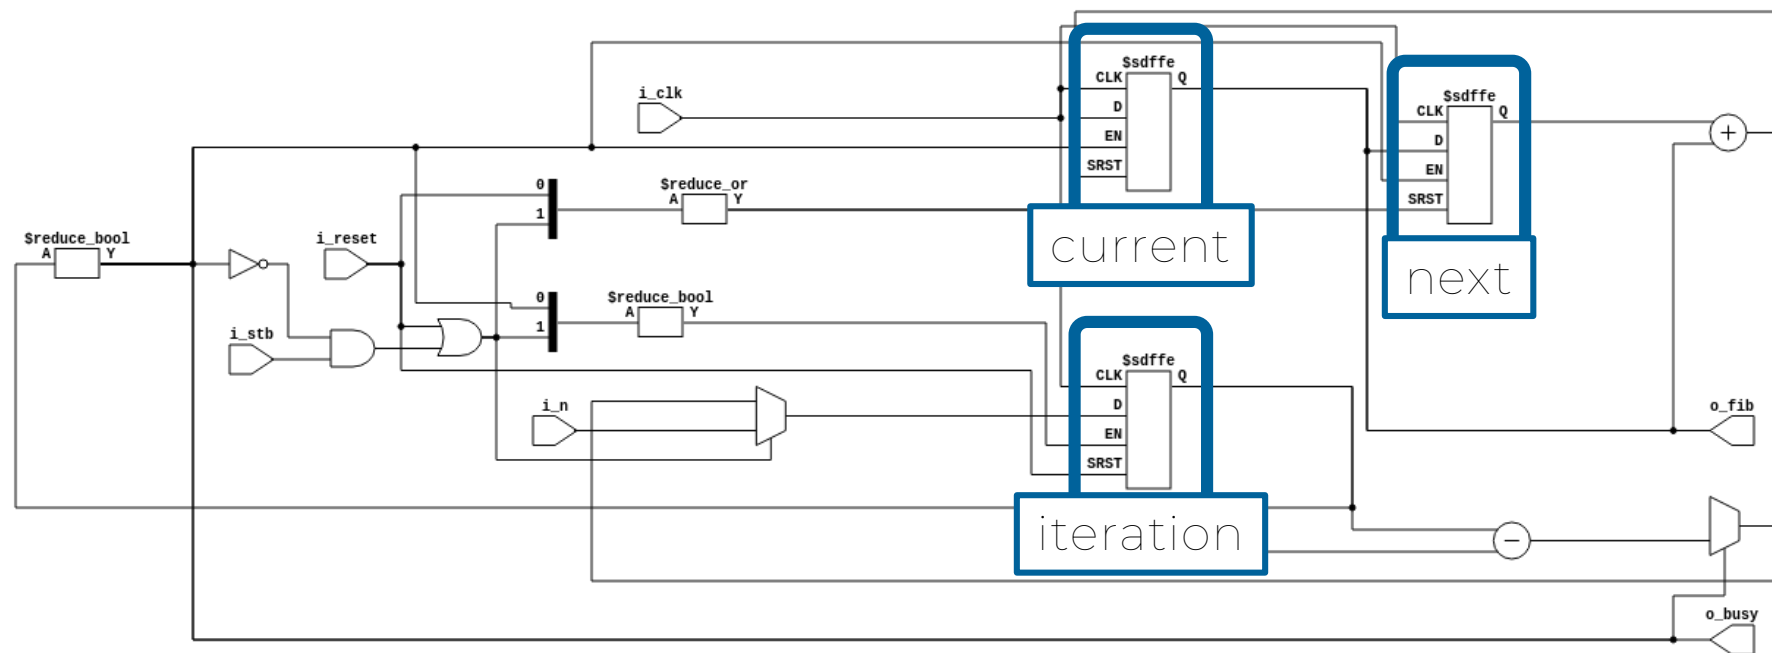 $sdffe
CLK Q
D
EN
SRST
i_clk
$sdffe
CLK Q
D
EN
SRST
+
0
1
$reduce_or
A Y
current
next
$reduce_bool
A Y
i_reset
0
1
$reduce_bool
A Y
i_stb
$sdffe
CLK Q
D
EN
SRST
i_n
o_fib
iteration
−
o_busy